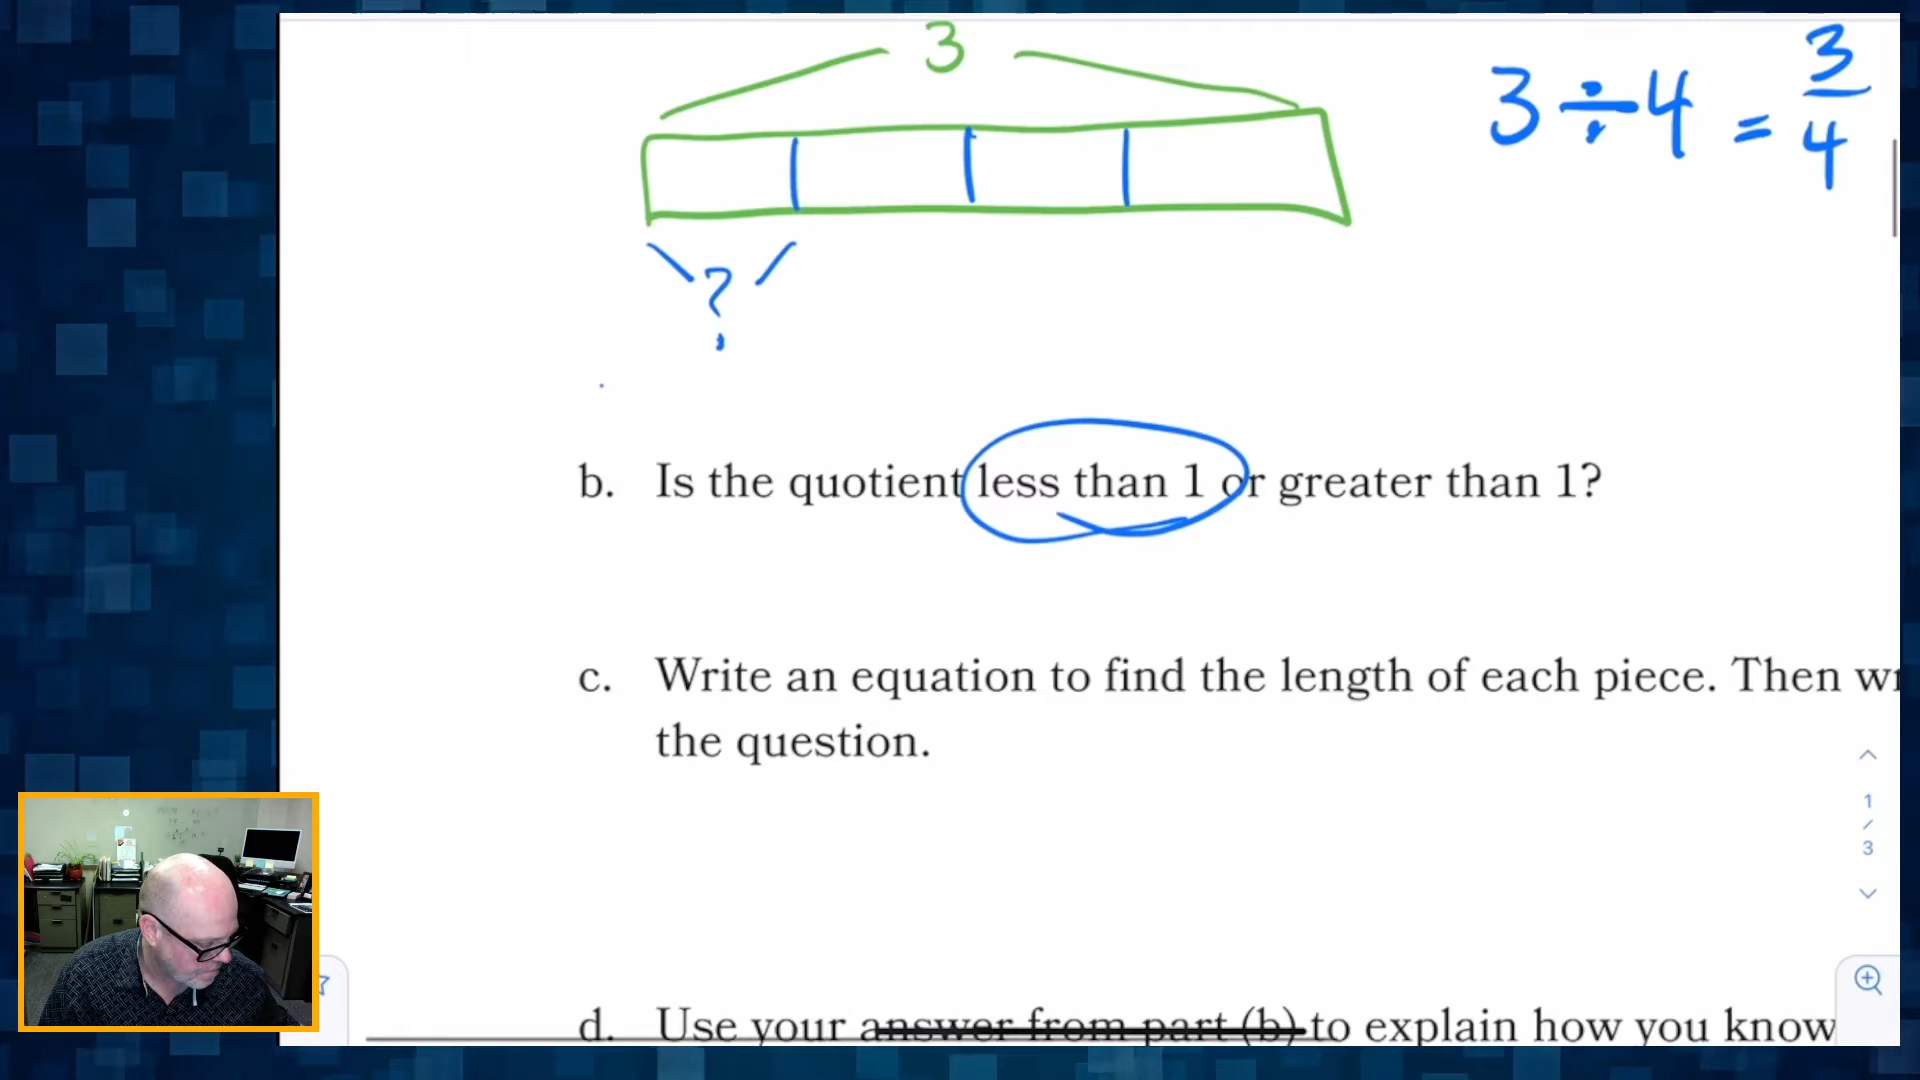 3
3 ÷ 4 = 3/4
?
b. Is the quotient less than 1 or greater than 1?
c. Write an equation to find the length of each piece. Then wr
the question.
1
/
3
d. Use your answer from part (b) to explain how you know